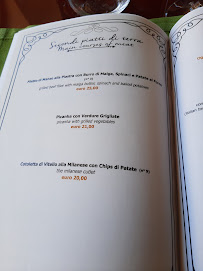 Secondi piatti di terra
Main courses of meat
Filetto di Manzo alla Piastra con Burro di Malga, Spinaci e Patate al Forno
(n° 9)
grilled beef fillet with malga butter, spinach and baked potatoes
euro 25,00
Picanha con Verdure Grigliate
picanha with grilled vegetables
euro 21,00
Cotoletta di Vitello alla Milanese con Chips di Patate (n° 9)
the milanese cutlet
euro 20,00